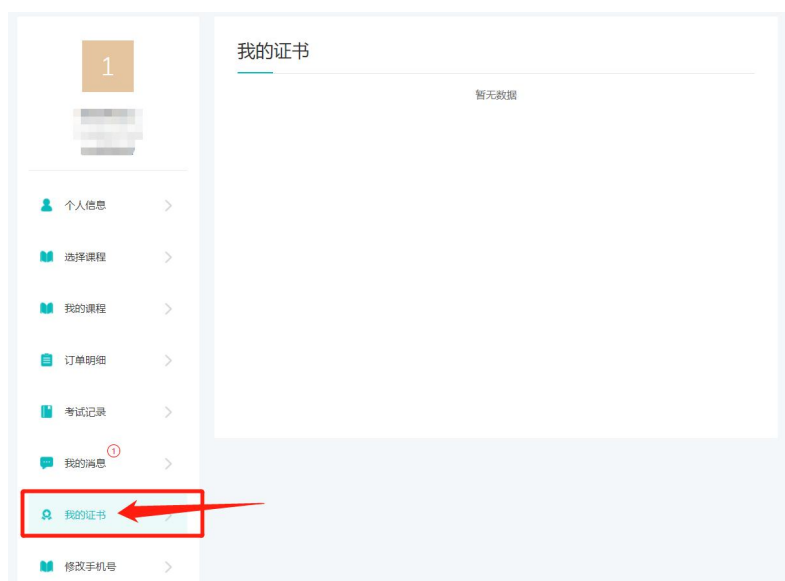 1
个人信息
选择课程
我的课程
订单明细
考试记录
我的消息
1
我的证书
修改手机号
我的证书
暂无数据